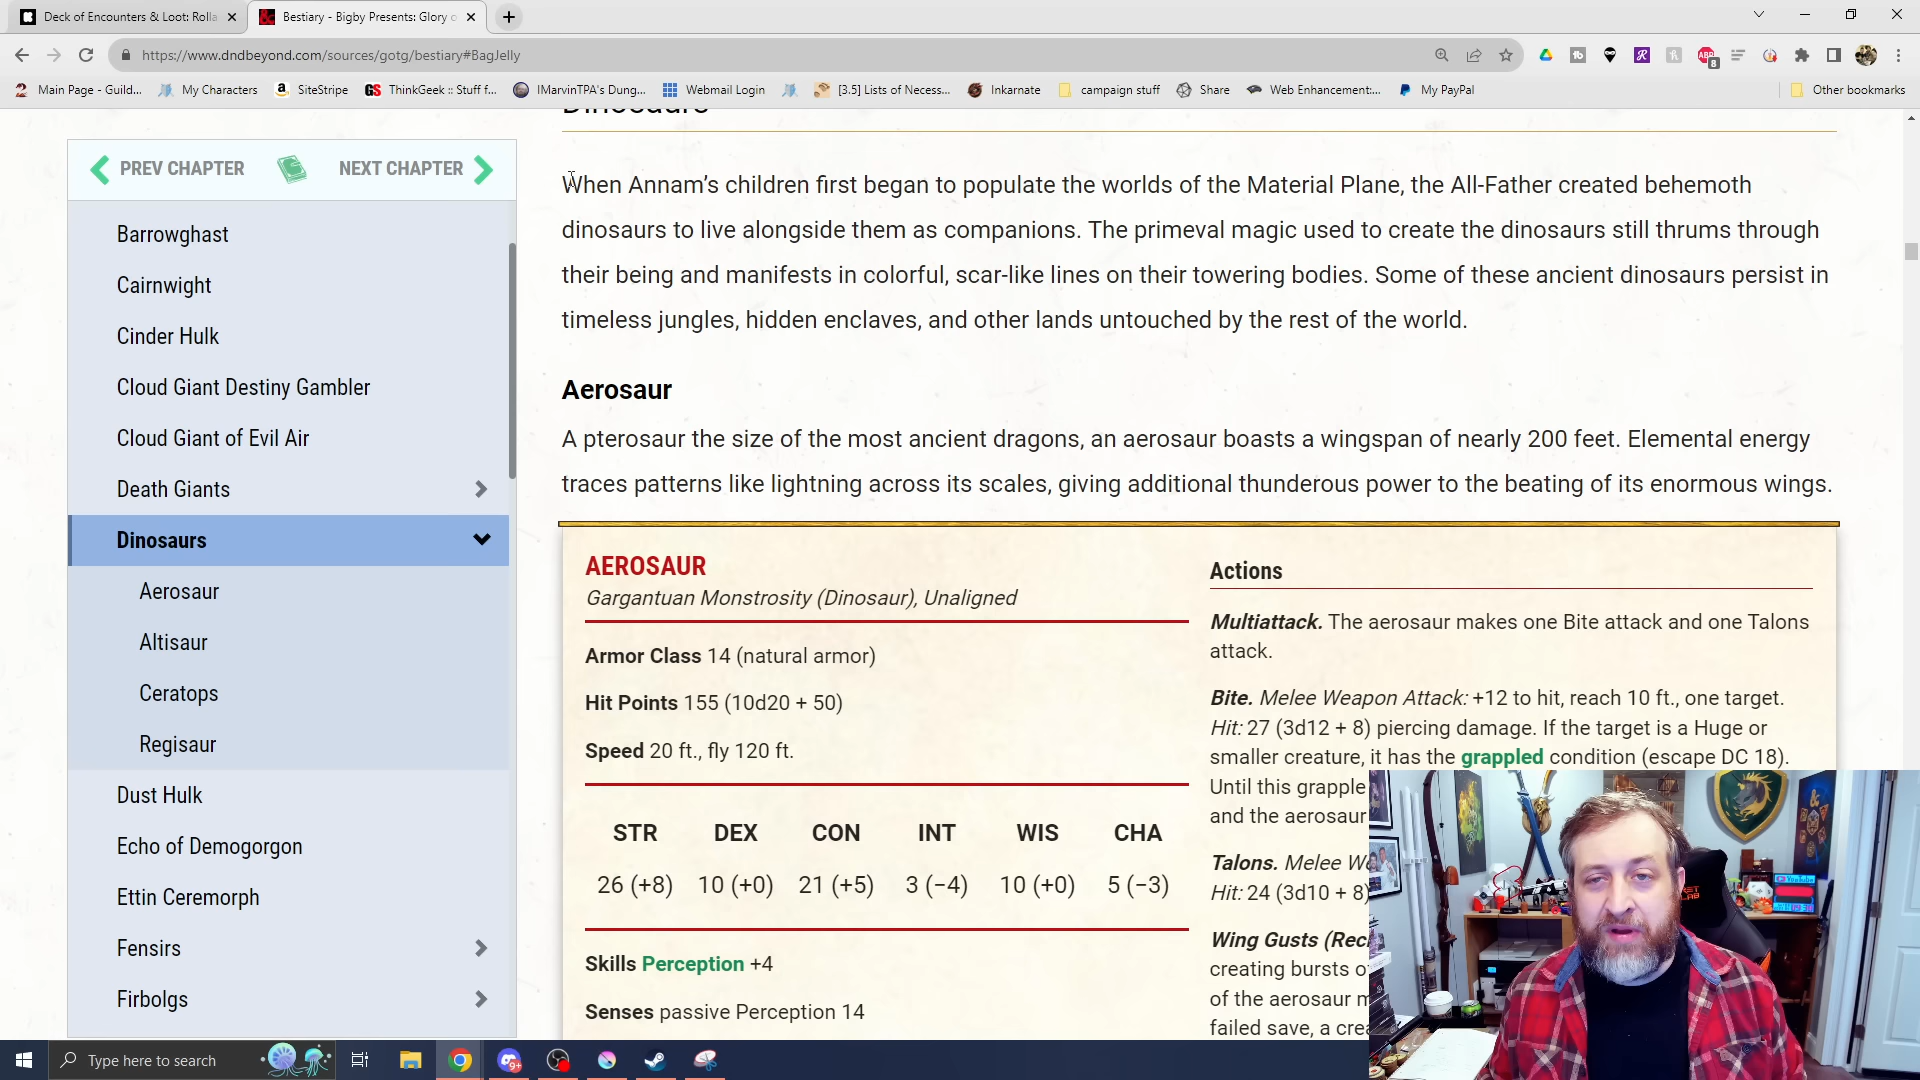 Deck of Encounters & Loot: Rolla
Bestiary - Bigby Presents: Glory o
https://www.dndbeyond.com/sources/gotg/bestiary#BagJelly
Main Page - Guild...
My Characters
SiteStripe
ThinkGeek :: Stuff f...
IMarvinTPA's Dung...
Webmail Login
[3.5] Lists of Necess...
Inkarnate
campaign stuff
Share
Web Enhancement:...
My PayPal
Other bookmarks
PREV CHAPTER
NEXT CHAPTER
Barrowghast
Cairnwight
Cinder Hulk
Cloud Giant Destiny Gambler
Cloud Giant of Evil Air
Death Giants
Dinosaurs
Aerosaur
Altisaur
Ceratops
Regisaur
Dust Hulk
Echo of Demogorgon
Ettin Ceremorph
Fensirs
Firbolgs
Dinosaurs
When Annam's children first began to populate the worlds of the Material Plane, the All-Father created behemoth
dinosaurs to live alongside them as companions. The primeval magic used to create the dinosaurs still thrums through
their being and manifests in colorful, scar-like lines on their towering bodies. Some of these ancient dinosaurs persist in
timeless jungles, hidden enclaves, and other lands untouched by the rest of the world.
Aerosaur
A pterosaur the size of the most ancient dragons, an aerosaur boasts a wingspan of nearly 200 feet. Elemental energy
traces patterns like lightning across its scales, giving additional thunderous power to the beating of its enormous wings.
AEROSAUR
Gargantuan Monstrosity (Dinosaur), Unaligned
Armor Class 14 (natural armor)
Hit Points 155 (10d20 + 50)
Speed 20 ft., fly 120 ft.
STR DEX CON INT WIS CHA
26 (+8) 10 (+0) 21 (+5) 3 (−4) 10 (+0) 5 (−3)
Skills Perception +4
Senses passive Perception 14
Actions
Multiattack. The aerosaur makes one Bite attack and one Talons
attack.
Bite. Melee Weapon Attack: +12 to hit, reach 10 ft., one target.
Hit: 27 (3d12 + 8) piercing damage. If the target is a Huge or
smaller creature, it has the grappled condition (escape DC 18).
Until this grapple
and the aerosaur
Talons. Melee We
Hit: 24 (3d10 + 8)
Wing Gusts (Rec
creating bursts o
of the aerosaur m
failed save, a crea
Type here to search